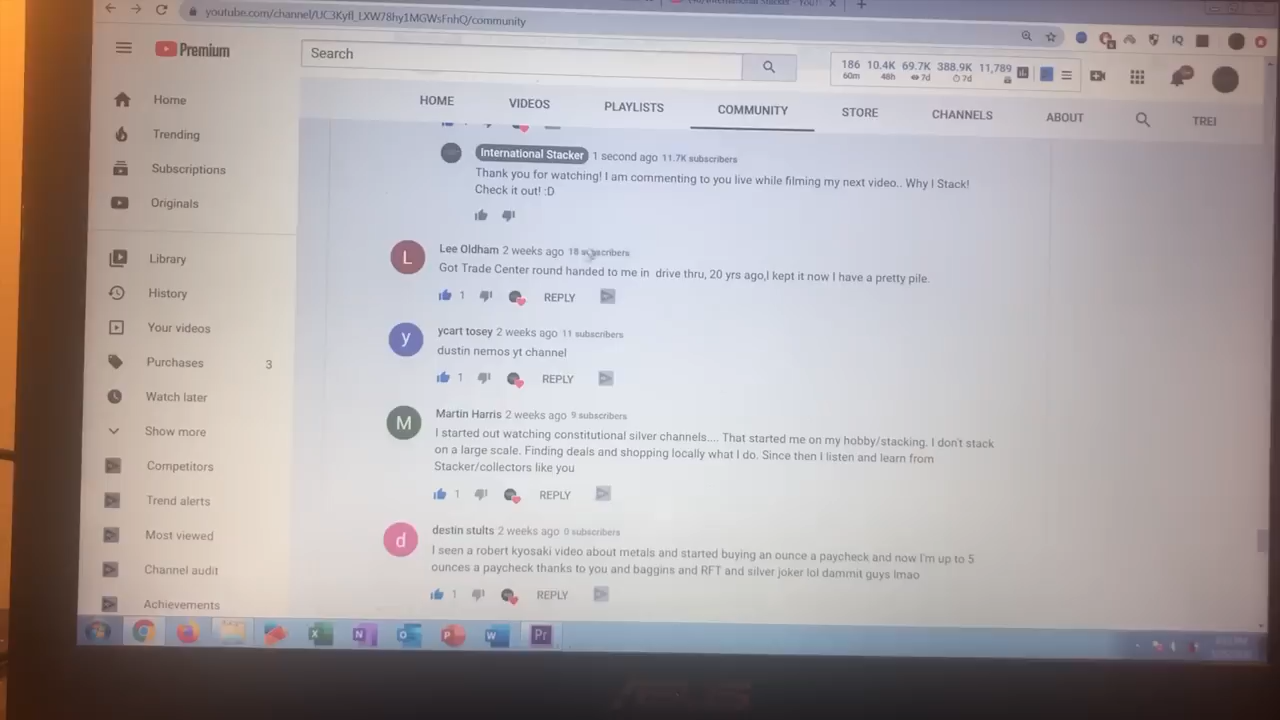 youtube.com/channel/UC3Kyfl_LXW78hy1MGWsFnhQ/community
Premium
Search
186 10.4K 69.7K 388.9K 11,789
60m 48h 7d 7d
IQ
HOME VIDEOS PLAYLISTS COMMUNITY STORE CHANNELS ABOUT TREI
Home
Trending
Subscriptions
Originals
Library
History
Your videos
Purchases 3
Watch later
Show more
Competitors
Trend alerts
Most viewed
Channel audit
Achievements
International Stacker 1 second ago 11.7K subscribers
Thank you for watching! I am commenting to you live while filming my next video.. Why I Stack!
Check it out! :D
L
Lee Oldham 2 weeks ago 18 subscribers
Got Trade Center round handed to me in drive thru, 20 yrs ago,I kept it now I have a pretty pile.
1 REPLY
y
ycart tosey 2 weeks ago 11 subscribers
dustin nemos yt channel
1 REPLY
M
Martin Harris 2 weeks ago 9 subscribers
I started out watching constitutional silver channels.... That started me on my hobby/stacking. I don't stack
on a large scale. Finding deals and shopping locally what I do. Since then I listen and learn from
Stacker/collectors like you
1 REPLY
d
destin stults 2 weeks ago 0 subscribers
I seen a robert kyosaki video about metals and started buying an ounce a paycheck and now I'm up to 5
ounces a paycheck thanks to you and baggins and RFT and silver joker lol dammit guys lmao
1 REPLY
X N O P W Pr
ASUS